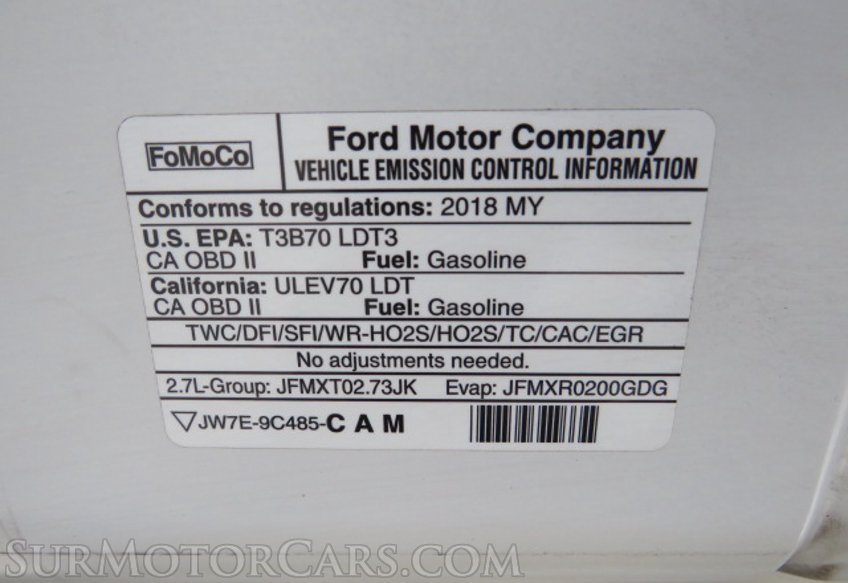 FoMoCo
Ford Motor Company
VEHICLE EMISSION CONTROL INFORMATION
Conforms to regulations: 2018 MY
U.S. EPA: T3B70 LDT3
CA OBD II Fuel: Gasoline
California: ULEV70 LDT
CA OBD II Fuel: Gasoline
TWC/DFI/SFI/WR-HO2S/HO2S/TC/CAC/EGR
No adjustments needed.
2.7L-Group: JFMXT02.73JK Evap: JFMXR0200GDG
JW7E-9C485-CAM
SURMOTORCARS.COM